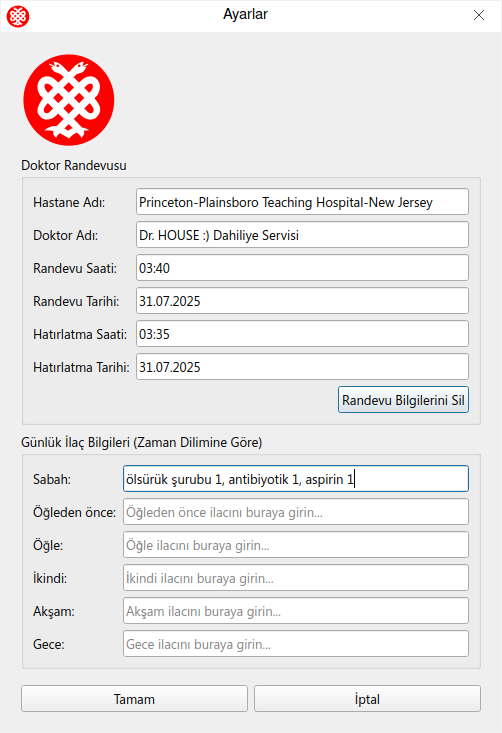 Ayarlar
Doktor Randevusu
Hastane Adı: Princeton-Plainsboro Teaching Hospital-New Jersey
Doktor Adı: Dr. HOUSE :) Dahiliye Servisi
Randevu Saati: 03:40
Randevu Tarihi: 31.07.2025
Hatırlatma Saati: 03:35
Hatırlatma Tarihi: 31.07.2025
Randevu Bilgilerini Sil
Günlük İlaç Bilgileri (Zaman Dilimine Göre)
Sabah: ölsürük şurubu 1, antibiyotik 1, aspirin 1
Öğleden önce: Öğleden önce ilacını buraya girin...
Öğle: Öğle ilacını buraya girin...
İkindi: İkindi ilacını buraya girin...
Akşam: Akşam ilacını buraya girin...
Gece: Gece ilacını buraya girin...
Tamam İptal